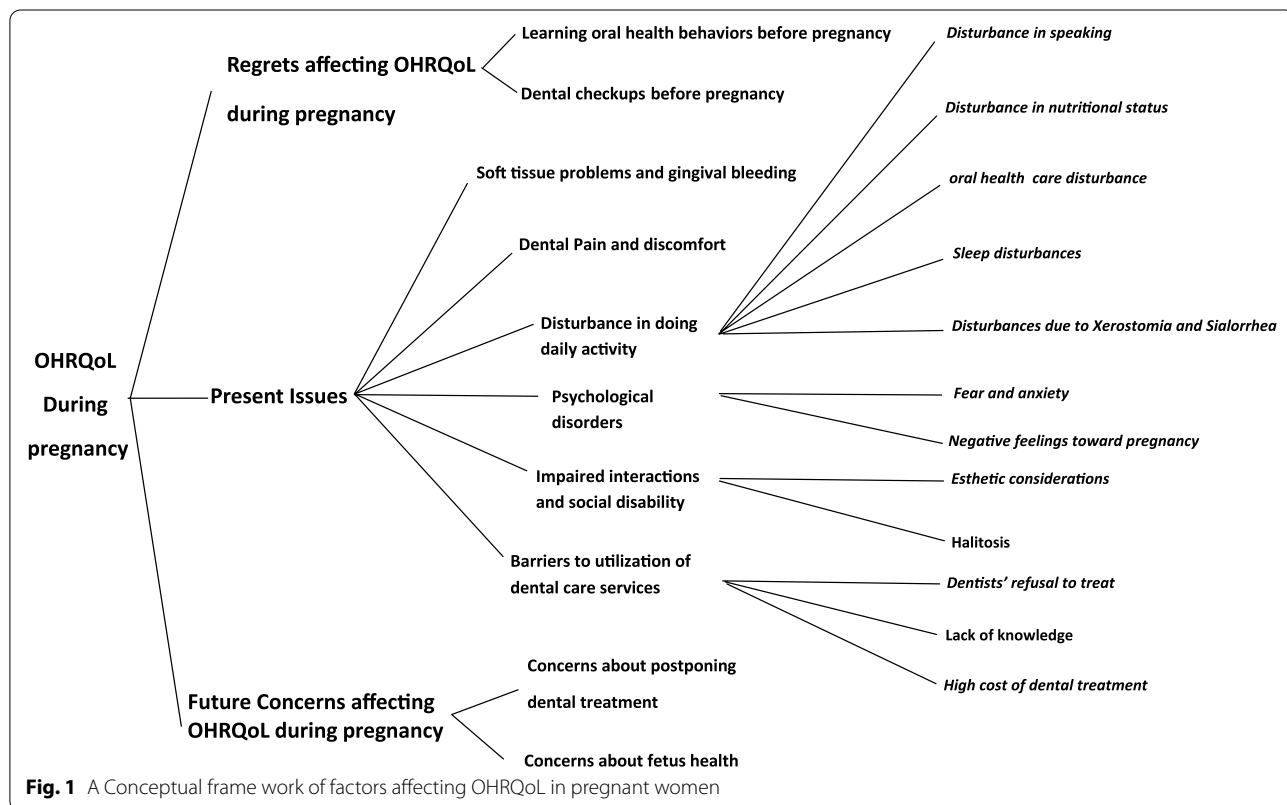 Learning oral health behaviors before pregnancy
Regrets affecting OHRQoL
during pregnancy
Dental checkups before pregnancy
Soft tissue problems and gingival bleeding
Dental Pain and discomfort
Disturbance in doing
daily activity
OHRQoL
During
pregnancy
Present Issues
Psychological
disorders
Impaired interactions
and social disability
Barriers to utilization of
dental care services
Future Concerns affecting
OHRQoL during pregnancy
Concerns about postponing
dental treatment
Concerns about fetus health
Disturbance in speaking
Disturbance in nutritional status
oral health care disturbance
Sleep disturbances
Disturbances due to Xerostomia and Sialorrhea
Fear and anxiety
Negative feelings toward pregnancy
Esthetic considerations
Halitosis
Dentists' refusal to treat
Lack of knowledge
High cost of dental treatment
Fig. 1 A Conceptual frame work of factors affecting OHRQoL in pregnant women